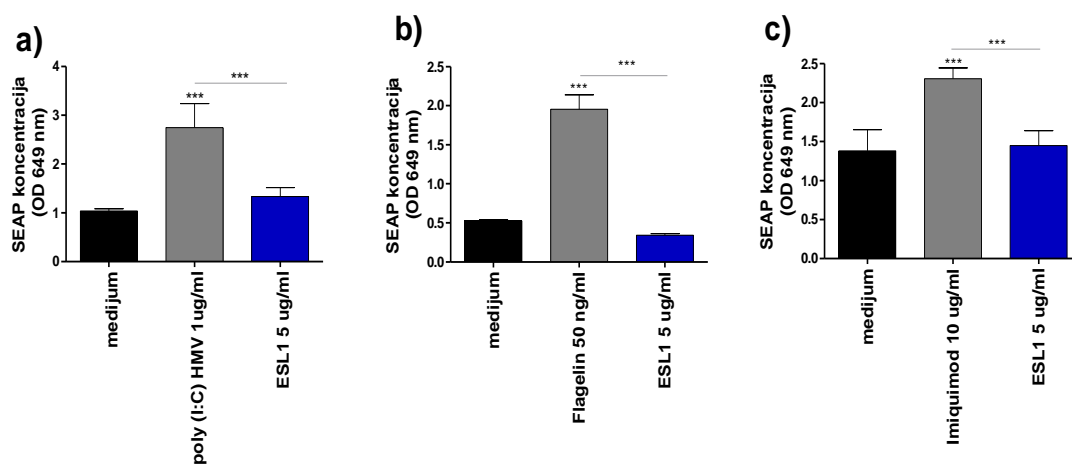 a)
SEAP koncentracija
(OD 649 nm)
4
3
2
1
0
***
***
medijum
poly (I:C) HMV 1ug/ml
ESL1 5 ug/ml
b)
SEAP koncentracija
(OD 649 nm)
2.5
2.0
1.5
1.0
0.5
0.0
***
***
medijum
Flagelin 50 ng/ml
ESL1 5 ug/ml
c)
SEAP koncentracija
(OD 649 nm)
2.5
2.0
1.5
1.0
0.5
0.0
***
***
medijum
Imiquimod 10 ug/ml
ESL1 5 ug/ml